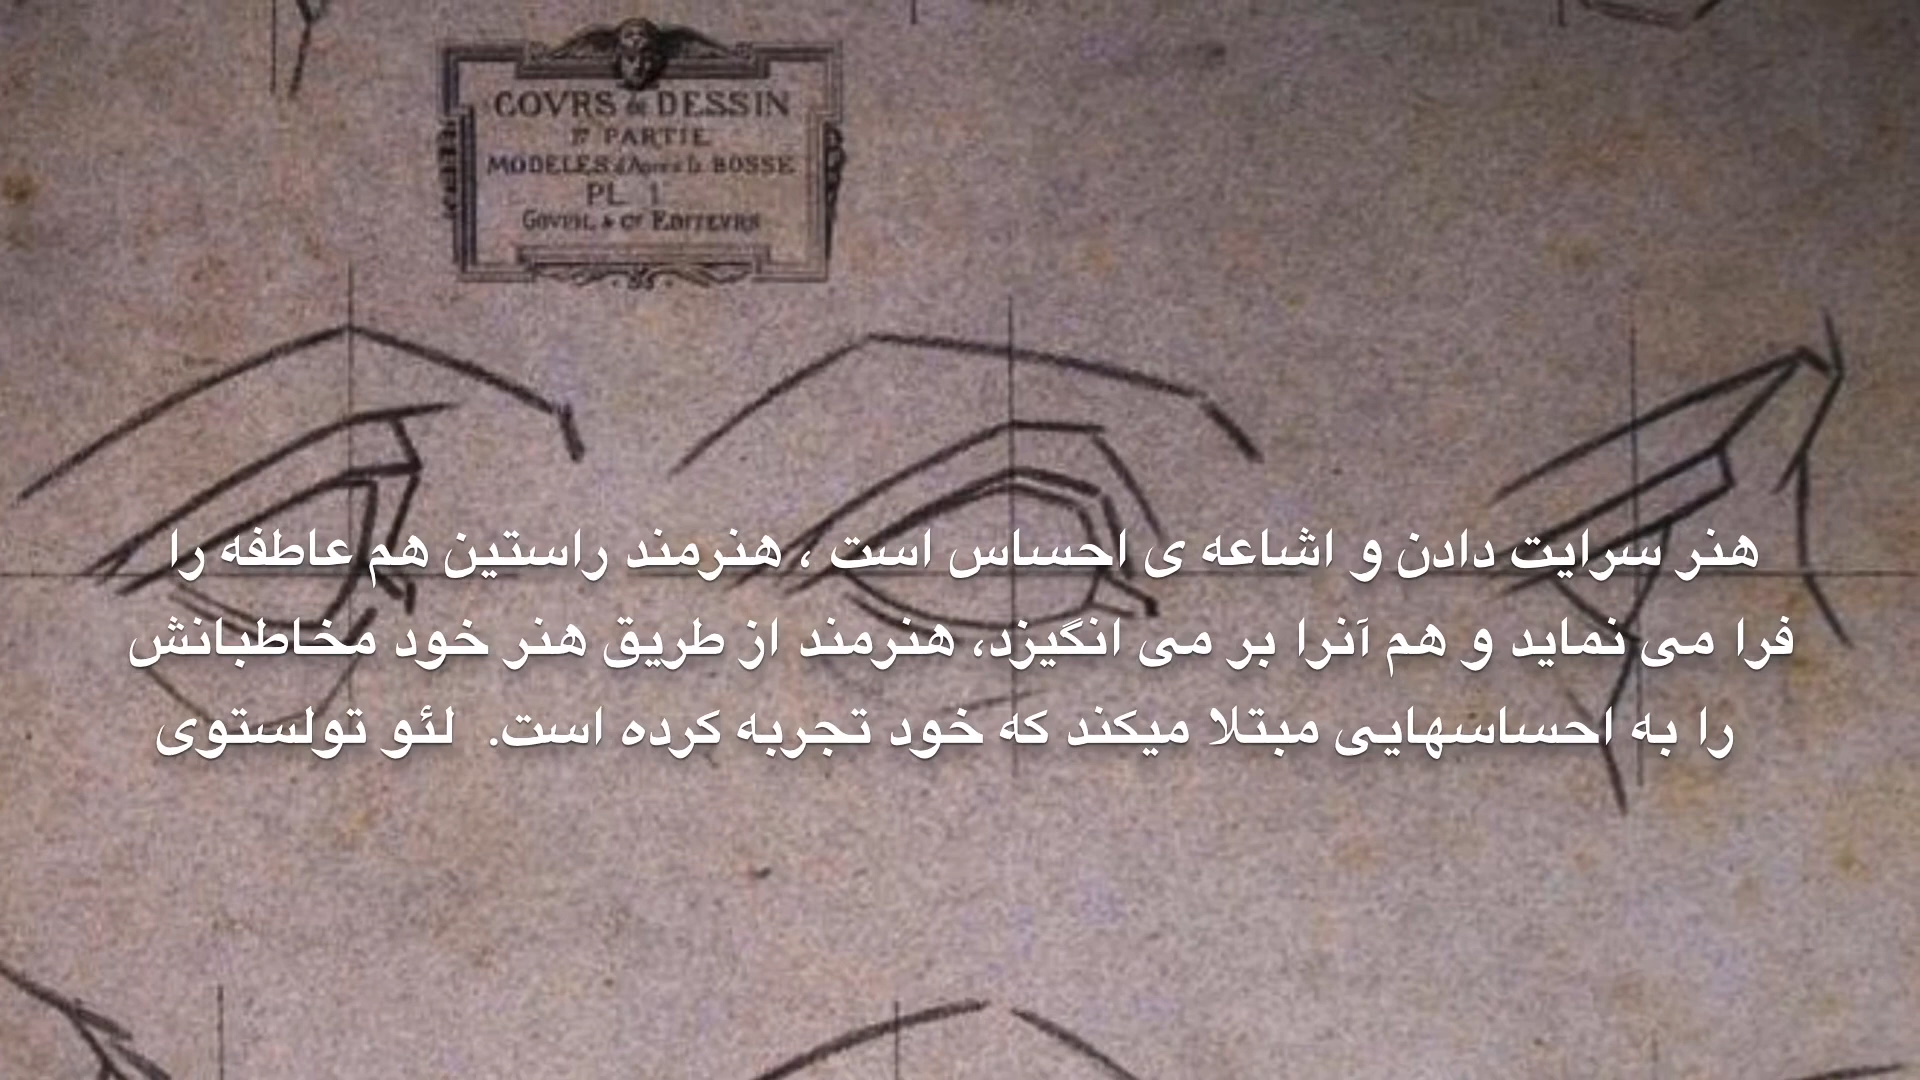 COVRS de DESSIN
Iᵉ PARTIE
MODELES d'Après la BOSSE
PL. 1
GOVPIL & Cⁱᵉ EDITEVRS
هنر سرایت دادن و اشاعه ی احساس است ، هنرمند راستین هم عاطفه را
فرا می نماید و هم آنرا بر می انگیزد، هنرمند از طریق هنر خود مخاطبانش
را به احساسهایی مبتلا میکند که خود تجربه کرده است. لئو تولستوی